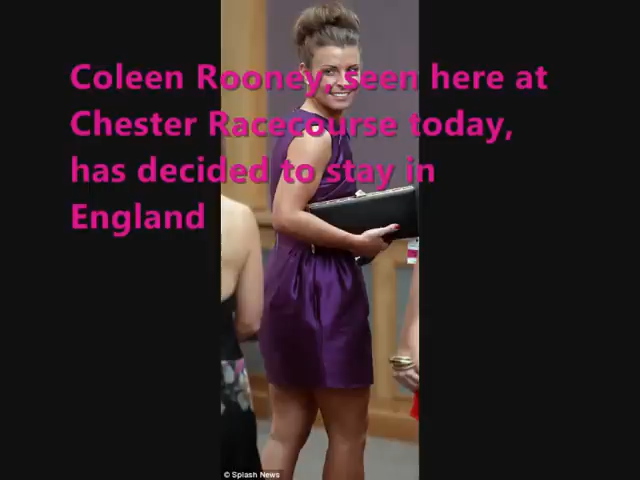 Coleen Rooney, seen here at
Chester Racecourse today,
has decided to stay in
England
© Splash News